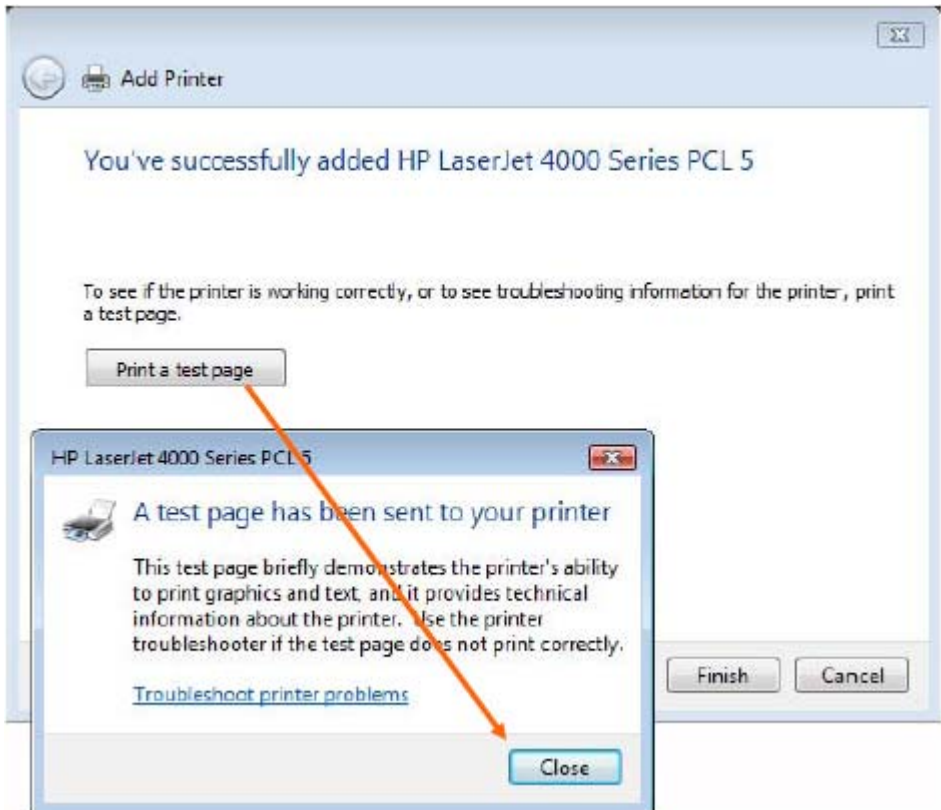 Add Printer
You've successfully added HP LaserJet 4000 Series PCL 5
To see if the printer is working correctly, or to see troubleshooting information for the printer, print
a test page.
Print a test page
HP LaserJet 4000 Series PCL 5
A test page has been sent to your printer
This test page briefly demonstrates the printer's ability
to print graphics and text, and it provides technical
information about the printer. Use the printer
troubleshooter if the test page does not print correctly.
Troubleshoot printer problems
Finish
Cancel
Close